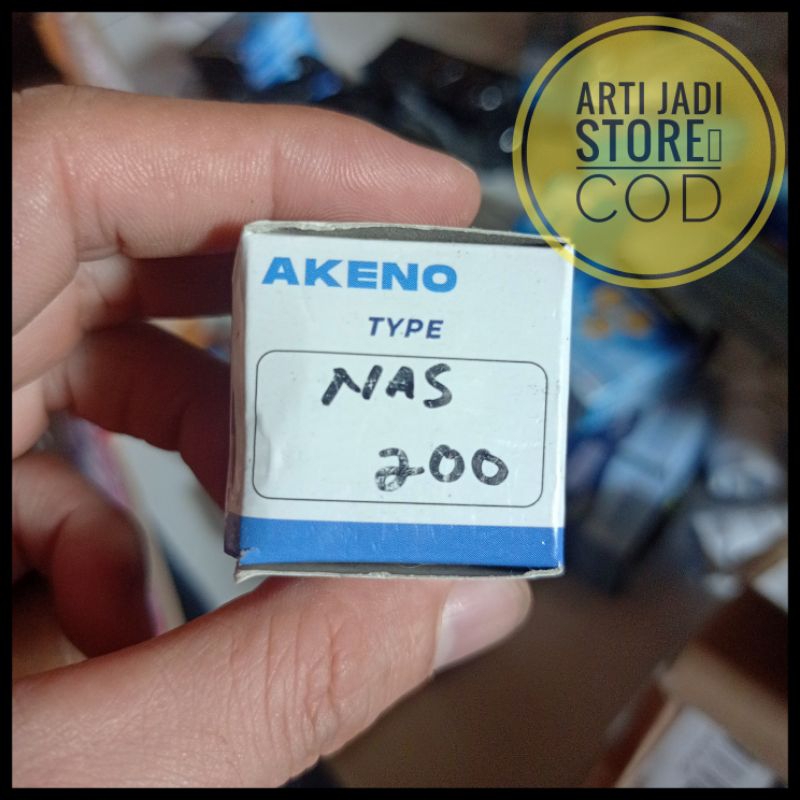 ARTI JADI
STORE
COD
AKENO
TYPE
NAS
200